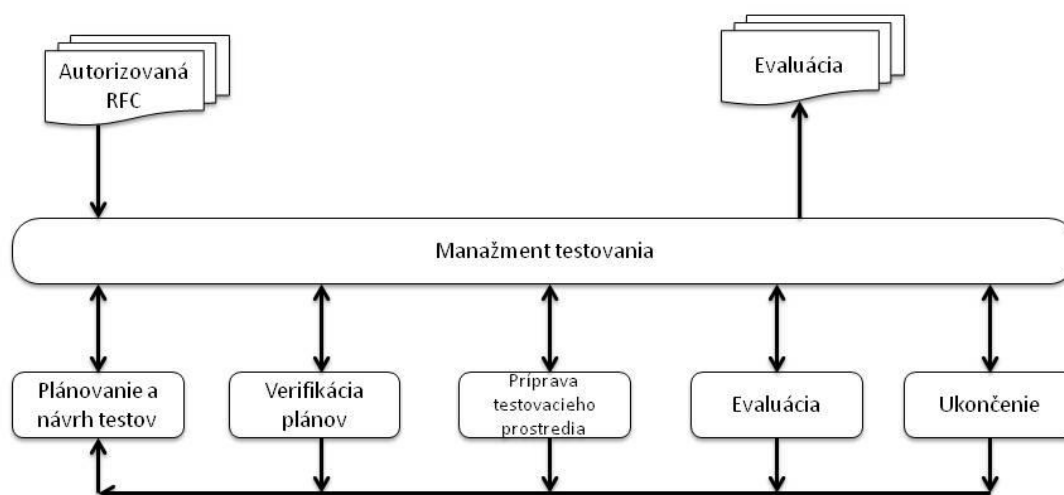 Autorizovaná
RFC
Evaluácia
Manažment testovania
Plánovanie a
návrh testov
Verifikácia
plánov
Príprava
testovacieho
prostredia
Evaluácia
Ukončenie